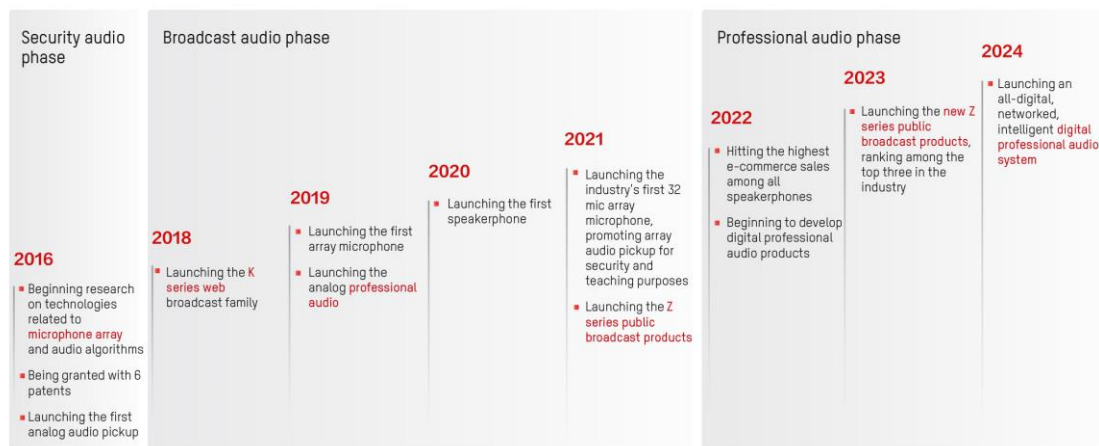 Security audio
phase
2016
Beginning research
on technologies
related to
microphone array
and audio algorithms
Being granted with 6
patents
Launching the first
analog audio pickup
Broadcast audio phase
2018
Launching the K
series web
broadcast family
2019
Launching the first
array microphone
Launching the
analog professional
audio
2020
Launching the first
speakerphone
2021
Launching the
industry's first 32
mic array
microphone,
promoting array
audio pickup for
security and
teaching purposes
Launching the Z
series public
broadcast products
Professional audio phase
2022
Hitting the highest
e-commerce sales
among all
speakerphones
Beginning to develop
digital professional
audio products
2023
Launching the new Z
series public
broadcast products,
ranking among the
top three in the
industry
2024
Launching an
all-digital,
networked,
intelligent digital
professional audio
system